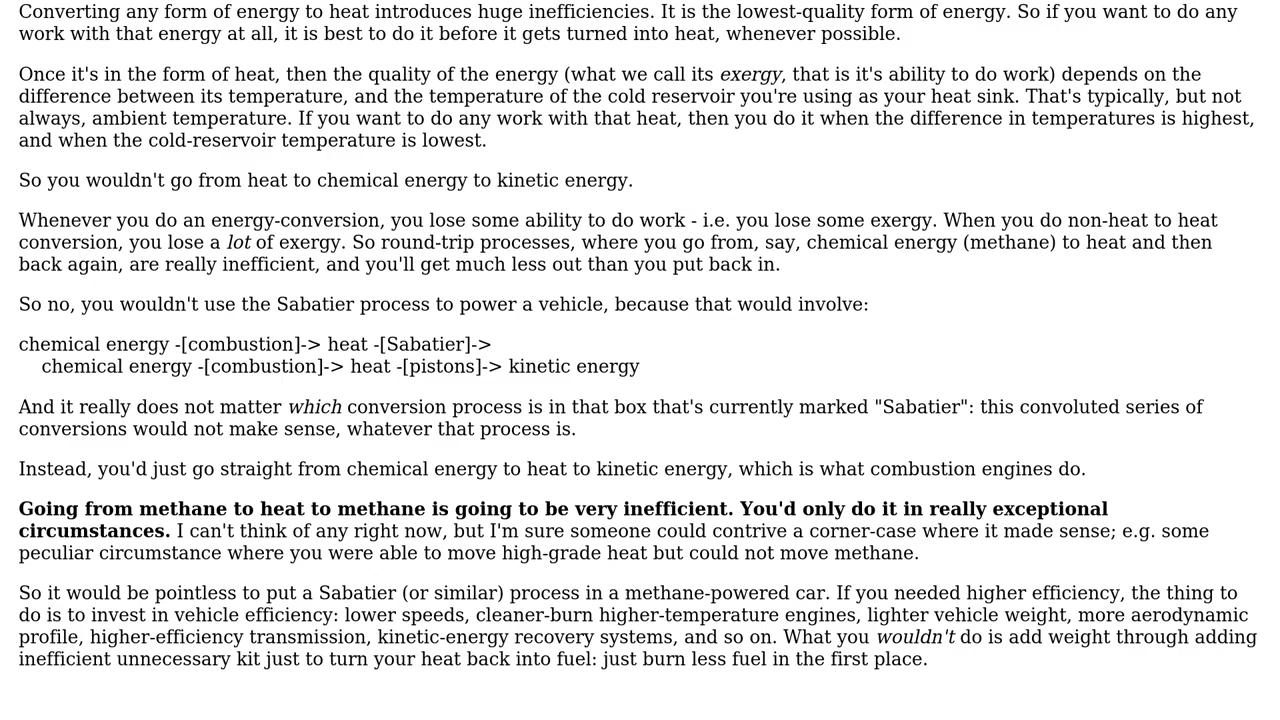 Converting any form of energy to heat introduces huge inefficiencies. It is the lowest-quality form of energy. So if you want to do any
work with that energy at all, it is best to do it before it gets turned into heat, whenever possible.
Once it's in the form of heat, then the quality of the energy (what we call its exergy, that is it's ability to do work) depends on the
difference between its temperature, and the temperature of the cold reservoir you're using as your heat sink. That's typically, but not
always, ambient temperature. If you want to do any work with that heat, then you do it when the difference in temperatures is highest,
and when the cold-reservoir temperature is lowest.
So you wouldn't go from heat to chemical energy to kinetic energy.
Whenever you do an energy-conversion, you lose some ability to do work - i.e. you lose some exergy. When you do non-heat to heat
conversion, you lose a lot of exergy. So round-trip processes, where you go from, say, chemical energy (methane) to heat and then
back again, are really inefficient, and you'll get much less out than you put back in.
So no, you wouldn't use the Sabatier process to power a vehicle, because that would involve:
chemical energy -[combustion]-> heat -[Sabatier]->
chemical energy -[combustion]-> heat -[pistons]-> kinetic energy
And it really does not matter which conversion process is in that box that's currently marked "Sabatier": this convoluted series of
conversions would not make sense, whatever that process is.
Instead, you'd just go straight from chemical energy to heat to kinetic energy, which is what combustion engines do.
Going from methane to heat to methane is going to be very inefficient. You'd only do it in really exceptional
circumstances. I can't think of any right now, but I'm sure someone could contrive a corner-case where it made sense; e.g. some
peculiar circumstance where you were able to move high-grade heat but could not move methane.
So it would be pointless to put a Sabatier (or similar) process in a methane-powered car. If you needed higher efficiency, the thing to
do is to invest in vehicle efficiency: lower speeds, cleaner-burn higher-temperature engines, lighter vehicle weight, more aerodynamic
profile, higher-efficiency transmission, kinetic-energy recovery systems, and so on. What you wouldn't do is add weight through adding
inefficient unnecessary kit just to turn your heat back into fuel: just burn less fuel in the first place.